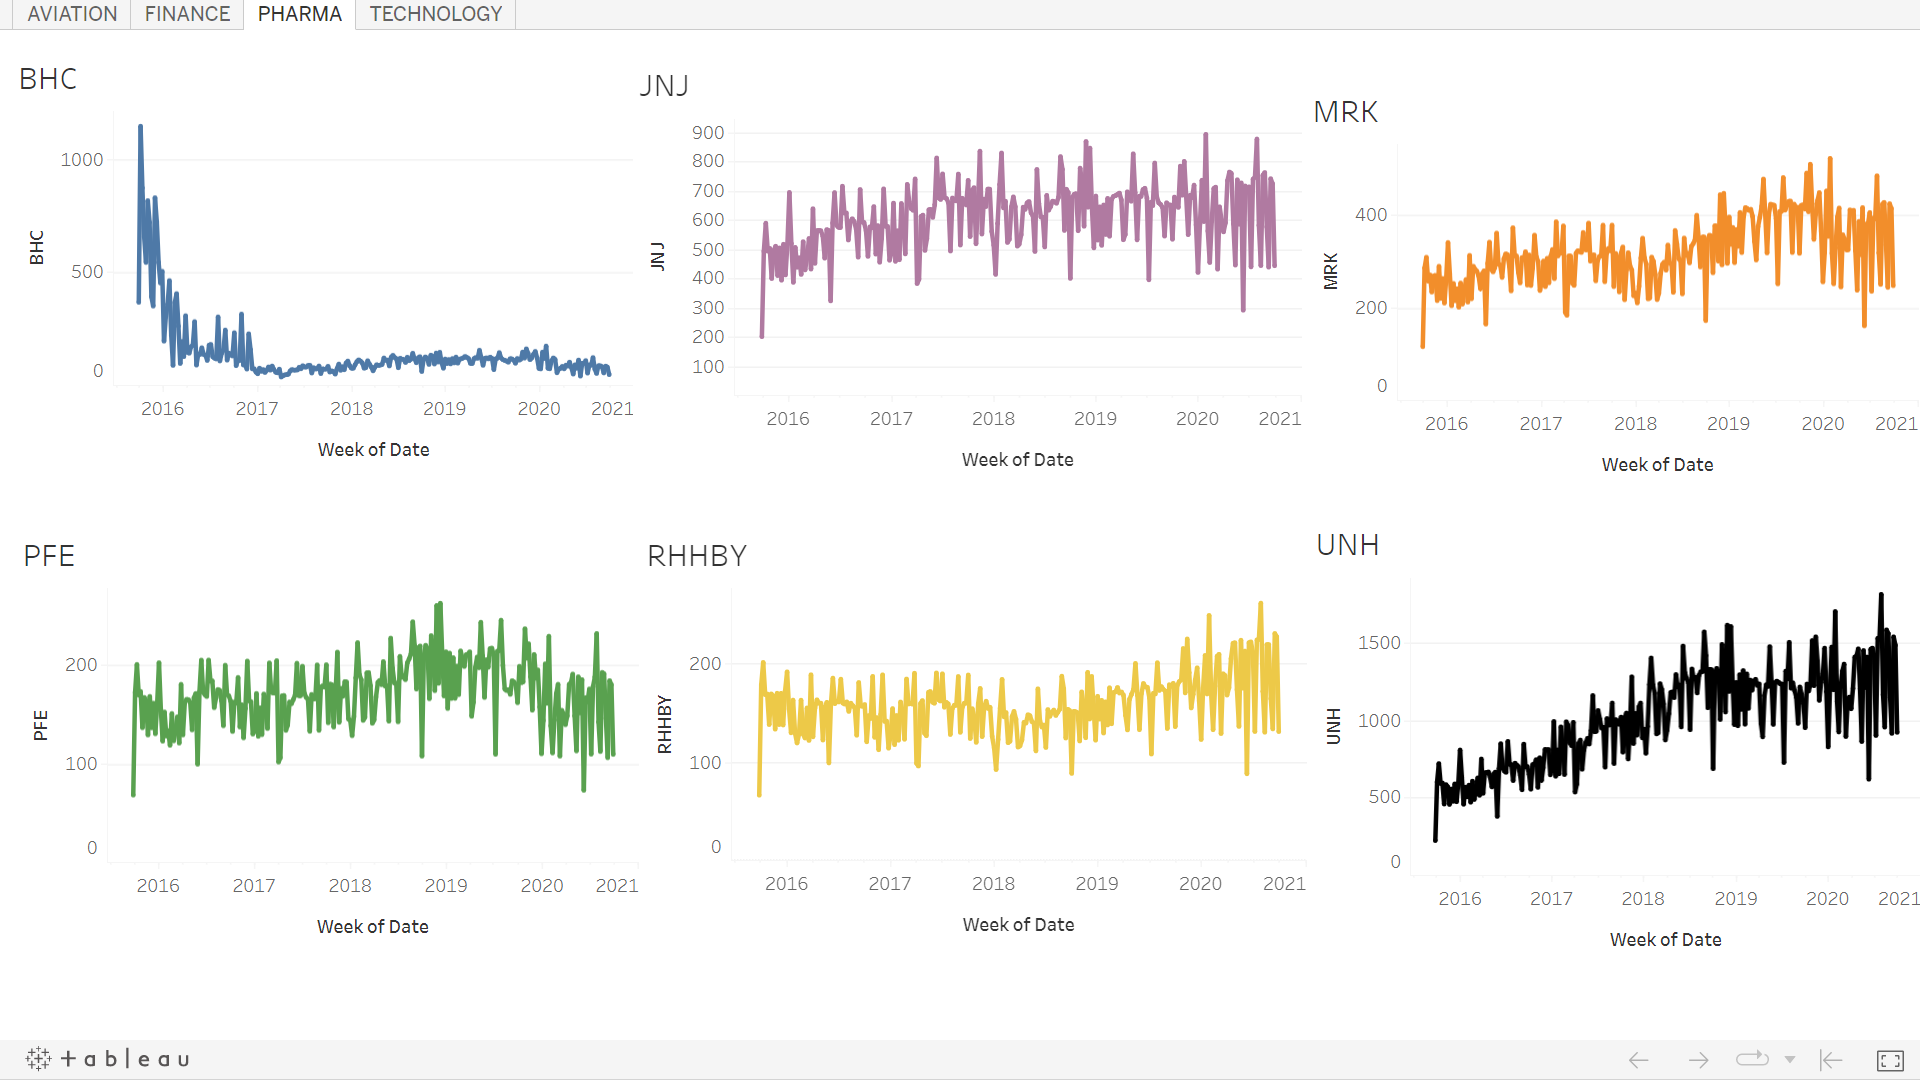 AVIATION FINANCE PHARMA TECHNOLOGY
BHC
BHC
1000
500
0
2016 2017 2018 2019 2020 2021
Week of Date
JNJ
JNJ
900
800
700
600
500
400
300
200
100
2016 2017 2018 2019 2020 2021
Week of Date
MRK
MRK
400
200
0
2016 2017 2018 2019 2020 2021
Week of Date
PFE
PFE
200
100
0
2016 2017 2018 2019 2020 2021
Week of Date
RHHBY
RHHBY
200
100
0
2016 2017 2018 2019 2020 2021
Week of Date
UNH
UNH
1500
1000
500
0
2016 2017 2018 2019 2020 2021
Week of Date
+ a b l e a u